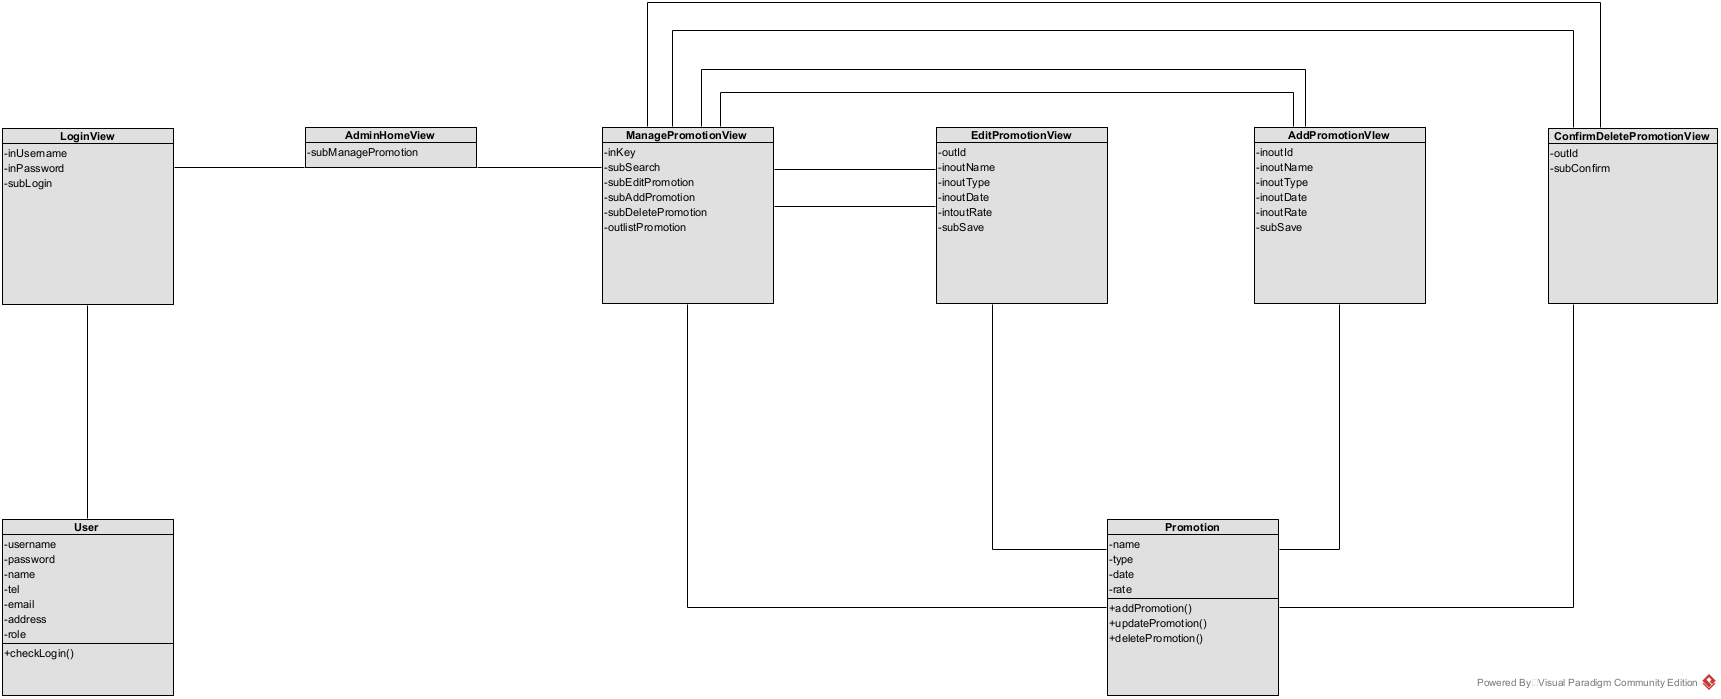 LoginView
-inUsername
-inPassword
-subLogin
AdminHomeView
-subManagePromotion
ManagePromotionView
-inKey
-subSearch
-subEditPromotion
-subAddPromotion
-subDeletePromotion
-outlistPromotion
EditPromotionView
-outId
-inoutName
-inoutType
-inoutDate
-intoutRate
-subSave
AddPromotionVIew
-inoutId
-inoutName
-inoutType
-inoutDate
-inoutRate
-subSave
ConfirmDeletePromotionView
-outId
-subConfirm
User
-username
-password
-name
-tel
-email
-address
-role
+checkLogin()
Promotion
-name
-type
-date
-rate
+addPromotion()
+updatePromotion()
+deletePromotion()
Powered By Visual Paradigm Community Edition